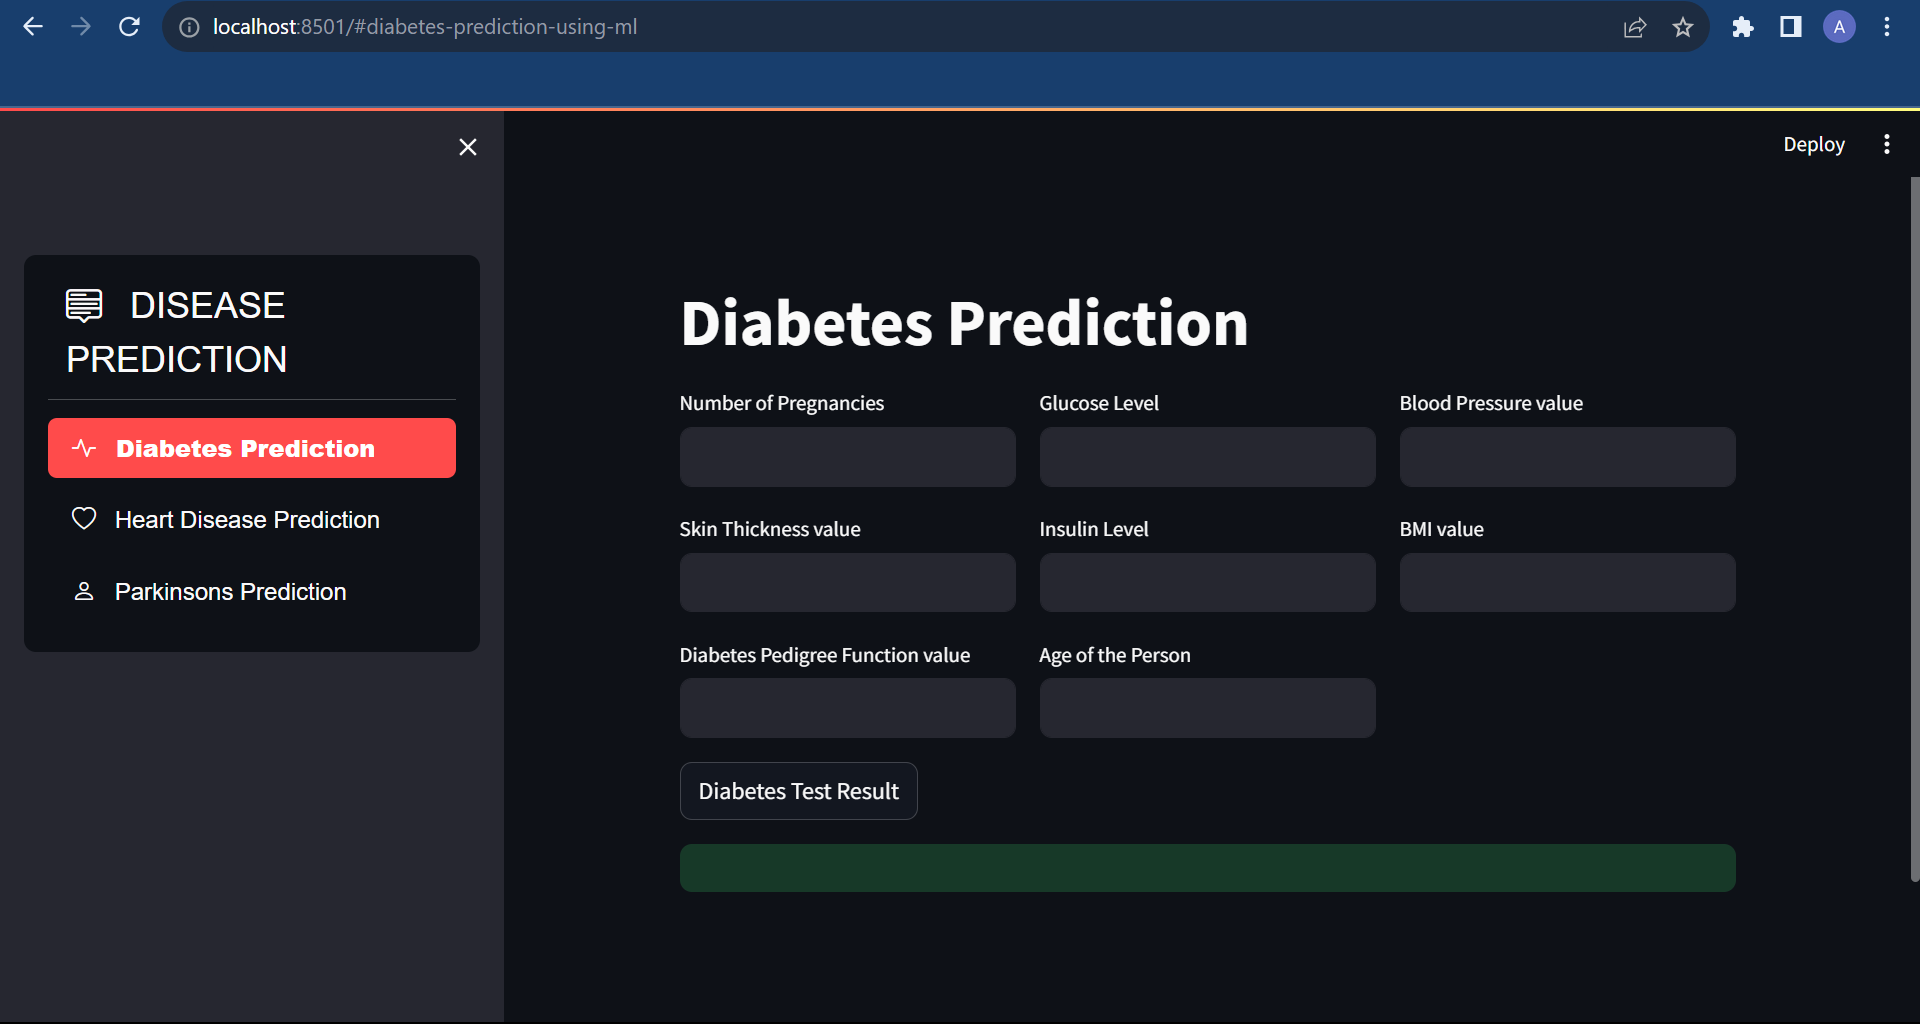 localhost:8501/#diabetes-prediction-using-ml
A
Deploy
DISEASE
PREDICTION
Diabetes Prediction
Heart Disease Prediction
Parkinsons Prediction
Diabetes Prediction
Number of Pregnancies
Glucose Level
Blood Pressure value
Skin Thickness value
Insulin Level
BMI value
Diabetes Pedigree Function value
Age of the Person
Diabetes Test Result